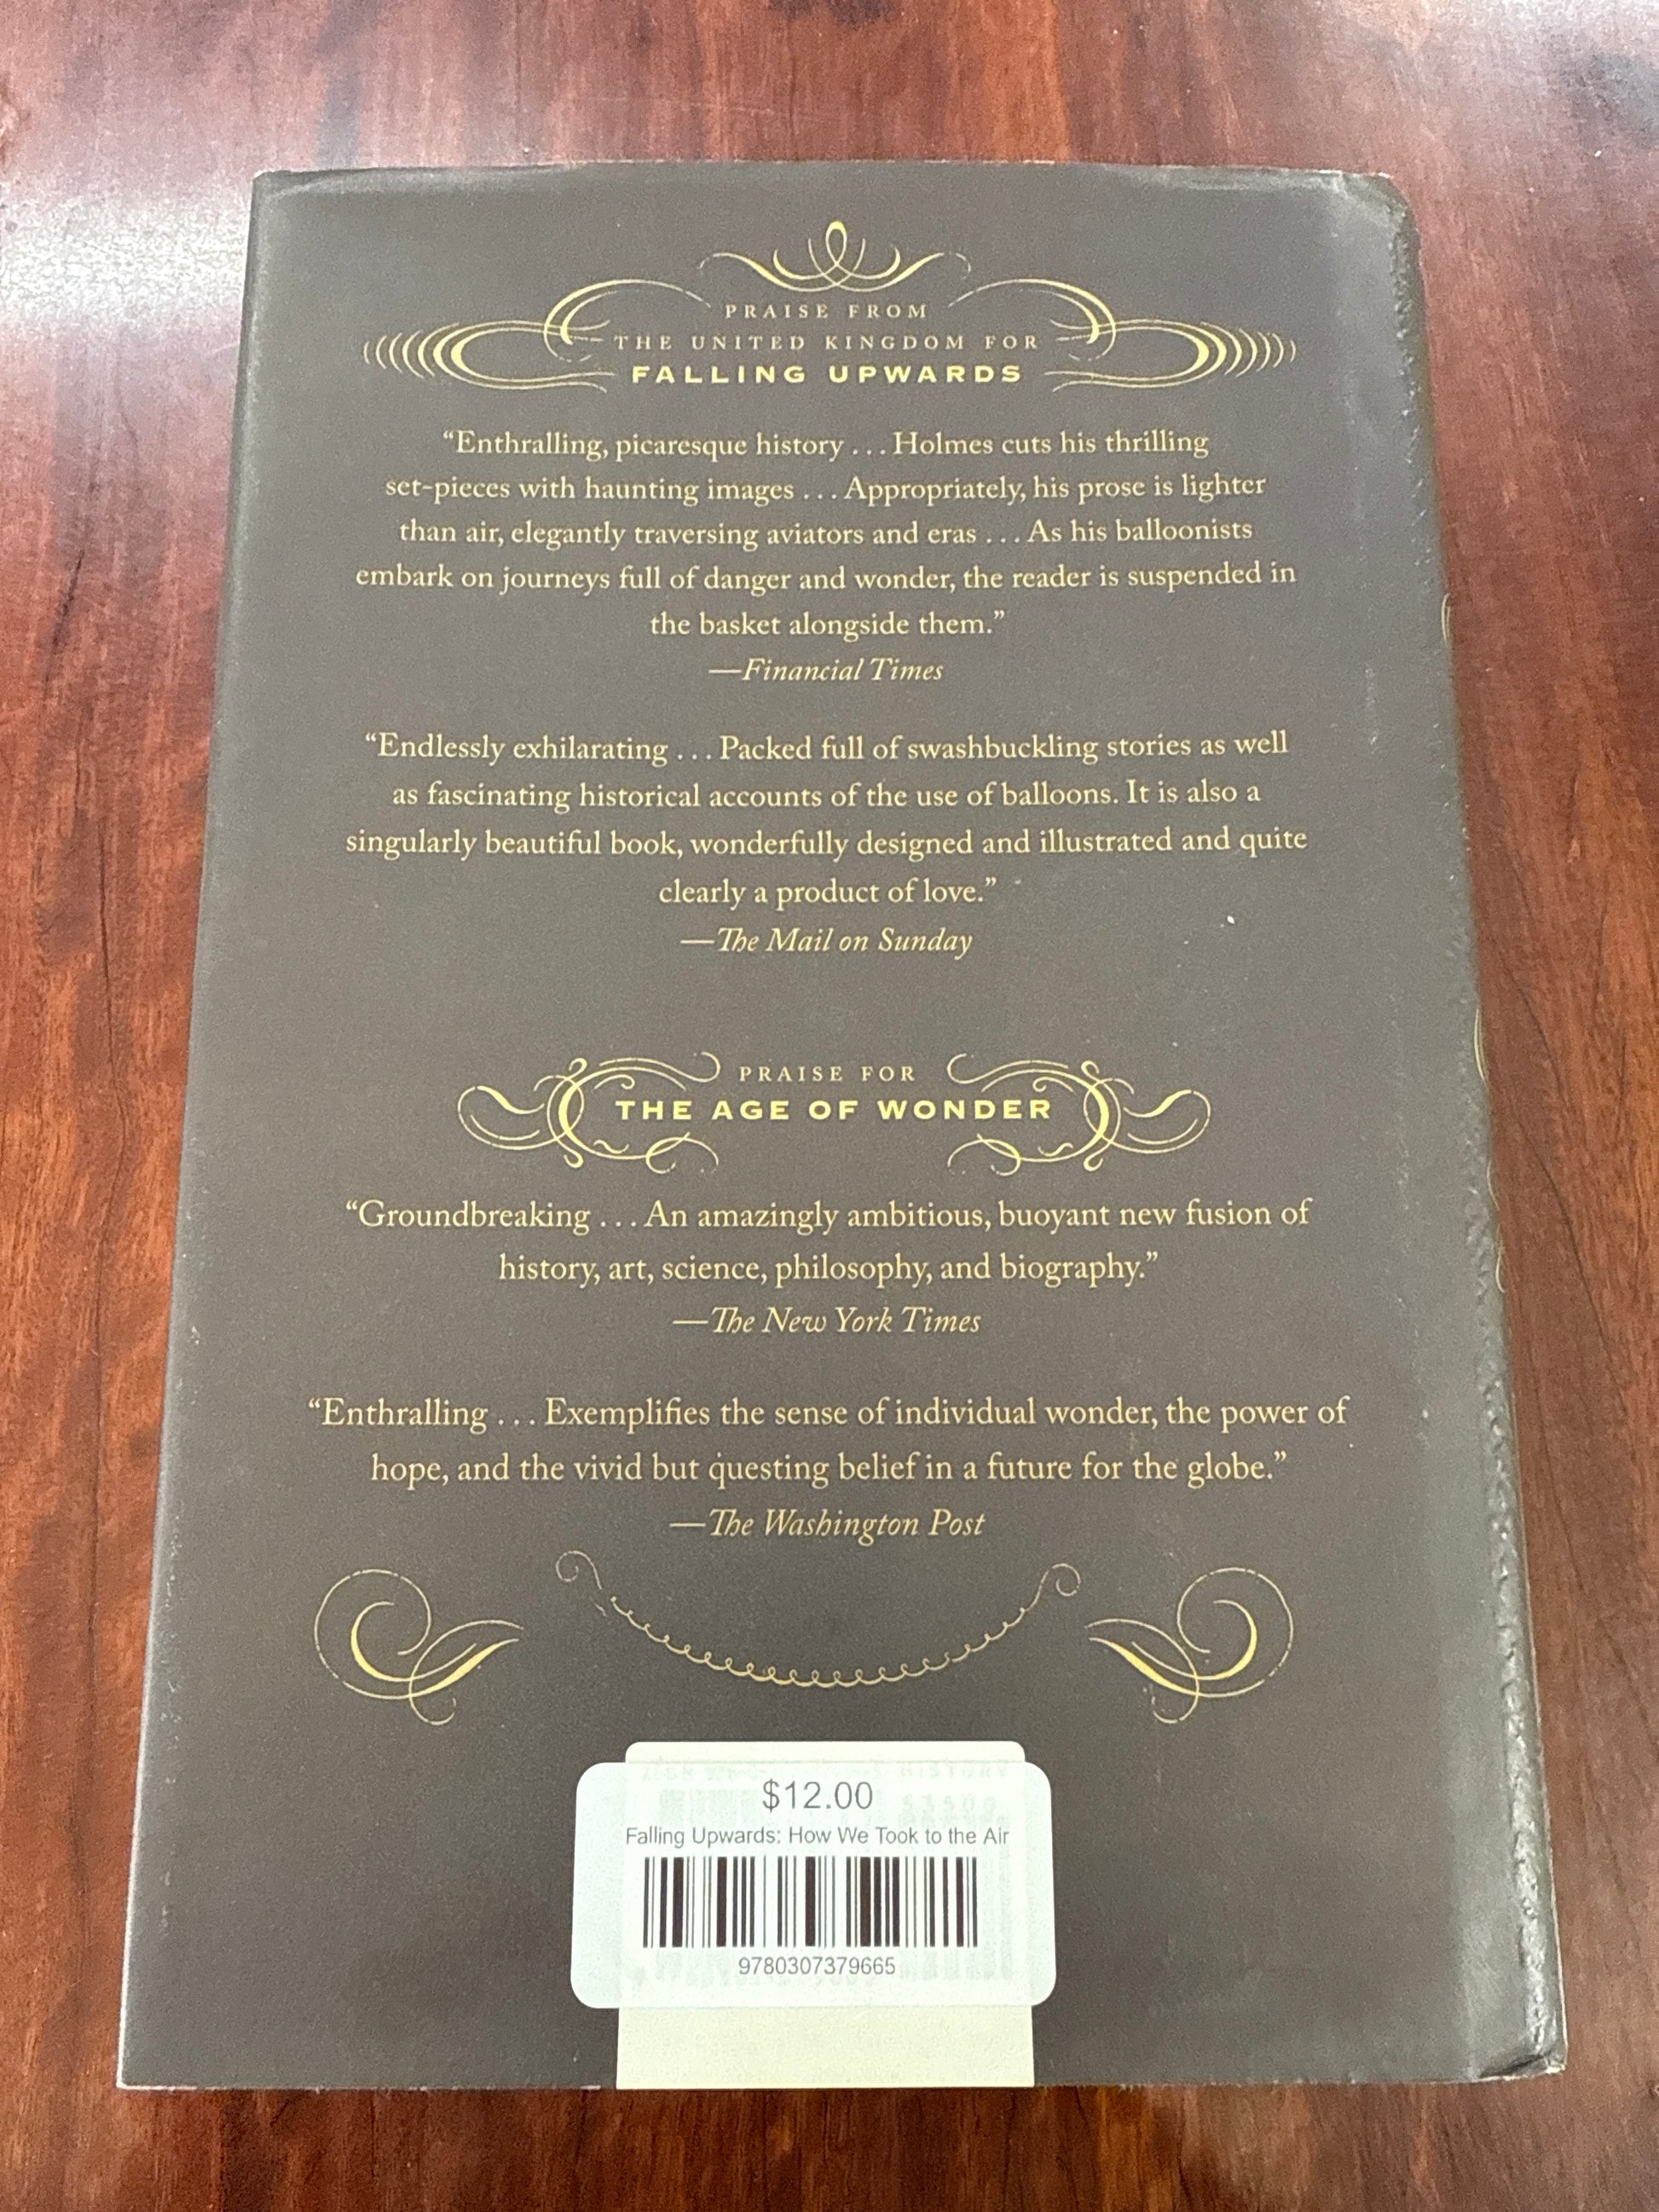 PRAISE FROM
THE UNITED KINGDOM FOR
FALLING UPWARDS
“Enthralling, picaresque history . . . Holmes cuts his thrilling
set-pieces with haunting images . . . Appropriately, his prose is lighter
than air, elegantly traversing aviators and eras . . . As his balloonists
embark on journeys full of danger and wonder, the reader is suspended in
the basket alongside them.”
—Financial Times
“Endlessly exhilarating . . . Packed full of swashbuckling stories as well
as fascinating historical accounts of the use of balloons. It is also a
singularly beautiful book, wonderfully designed and illustrated and quite
clearly a product of love.”
—The Mail on Sunday
PRAISE FOR
THE AGE OF WONDER
“Groundbreaking . . . An amazingly ambitious, buoyant new fusion of
history, art, science, philosophy, and biography.”
—The New York Times
“Enthralling . . . Exemplifies the sense of individual wonder, the power of
hope, and the vivid but questing belief in a future for the globe.”
—The Washington Post
HISTORY
$12.00
Falling Upwards: How We Took to the Air
9780307379665